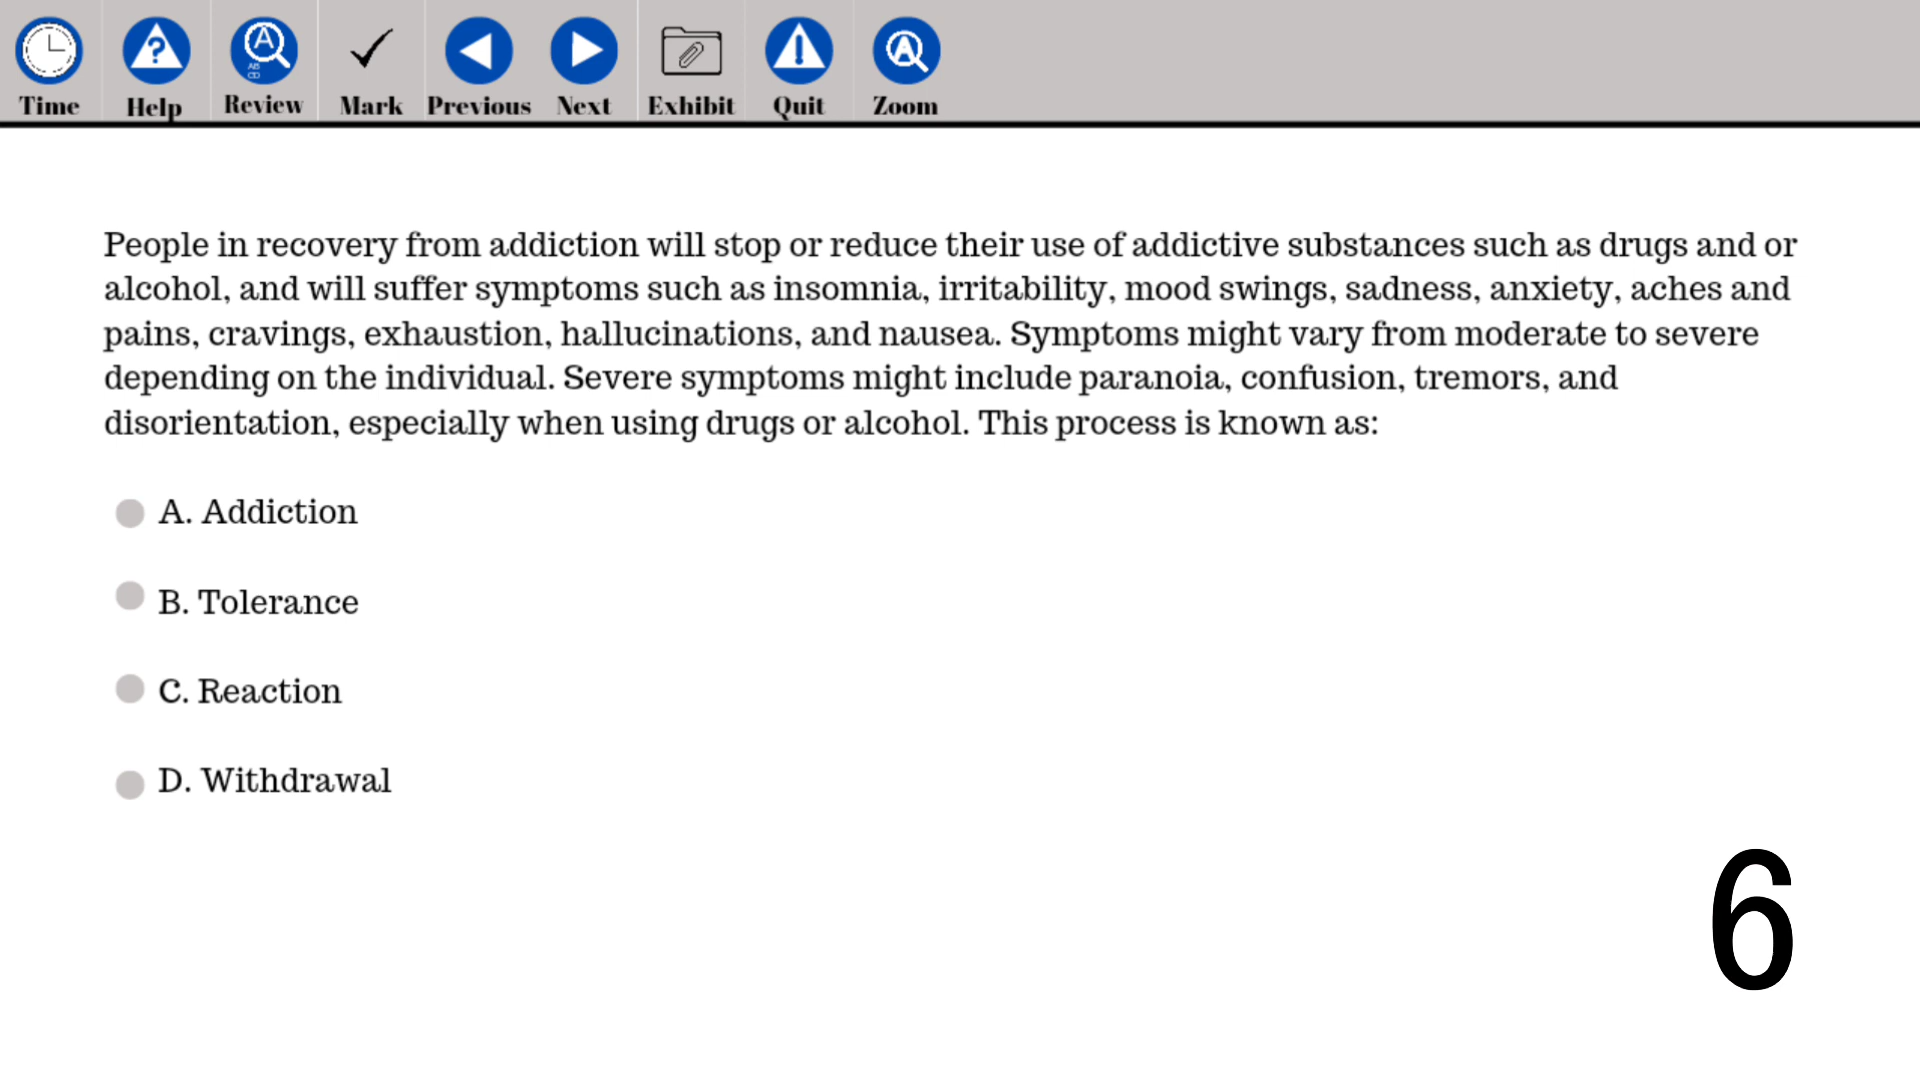 Time Help Review Mark Previous Next Exhibit Quit Zoom
People in recovery from addiction will stop or reduce their use of addictive substances such as drugs and or
alcohol, and will suffer symptoms such as insomnia, irritability, mood swings, sadness, anxiety, aches and
pains, cravings, exhaustion, hallucinations, and nausea. Symptoms might vary from moderate to severe
depending on the individual. Severe symptoms might include paranoia, confusion, tremors, and
disorientation, especially when using drugs or alcohol. This process is known as:
A. Addiction
B. Tolerance
C. Reaction
D. Withdrawal
6